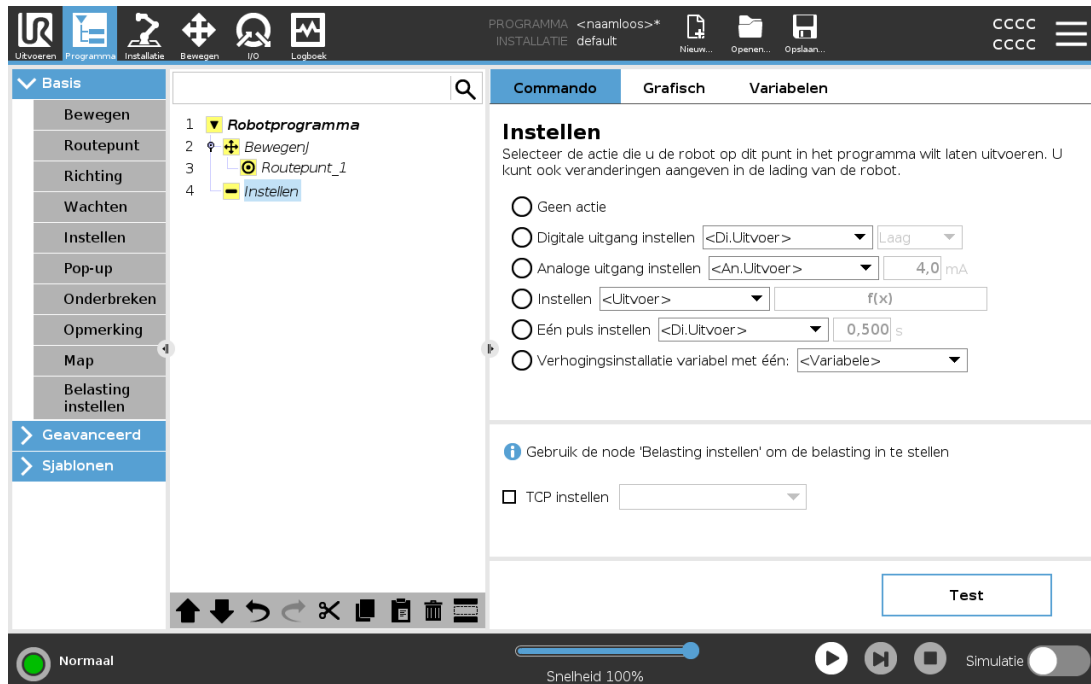 UR
Uitvoeren Programma Installatie Bewegen I/O Logboek
PROGRAMMA <naamloos>*
INSTALLATIE default
Nieuw... Openen... Opslaan...
CCCC
CCCC
Basis
Bewegen
Routepunt
Richting
Wachten
Instellen
Pop-up
Onderbreken
Opmerking
Map
Belasting
instellen
Geavanceerd
Sjablonen
1 Robotprogramma
2 BewegenJ
3 Routepunt_1
4 Instellen
Commando Grafisch Variabelen
Instellen
Selecteer de actie die u de robot op dit punt in het programma wilt laten uitvoeren. U
kunt ook veranderingen aangeven in de lading van de robot.
Geen actie
Digitale uitgang instellen <Di.Uitvoer> Laag
Analoge uitgang instellen <An.Uitvoer> 4,0 mA
Instellen <Uitvoer> f(x)
Eén puls instellen <Di.Uitvoer> 0,500 s
Verhogingsinstallatie variabel met één: <Variabele>
Gebruik de node 'Belasting instellen' om de belasting in te stellen
TCP instellen
Test
Normaal
Snelheid 100%
Simulatie